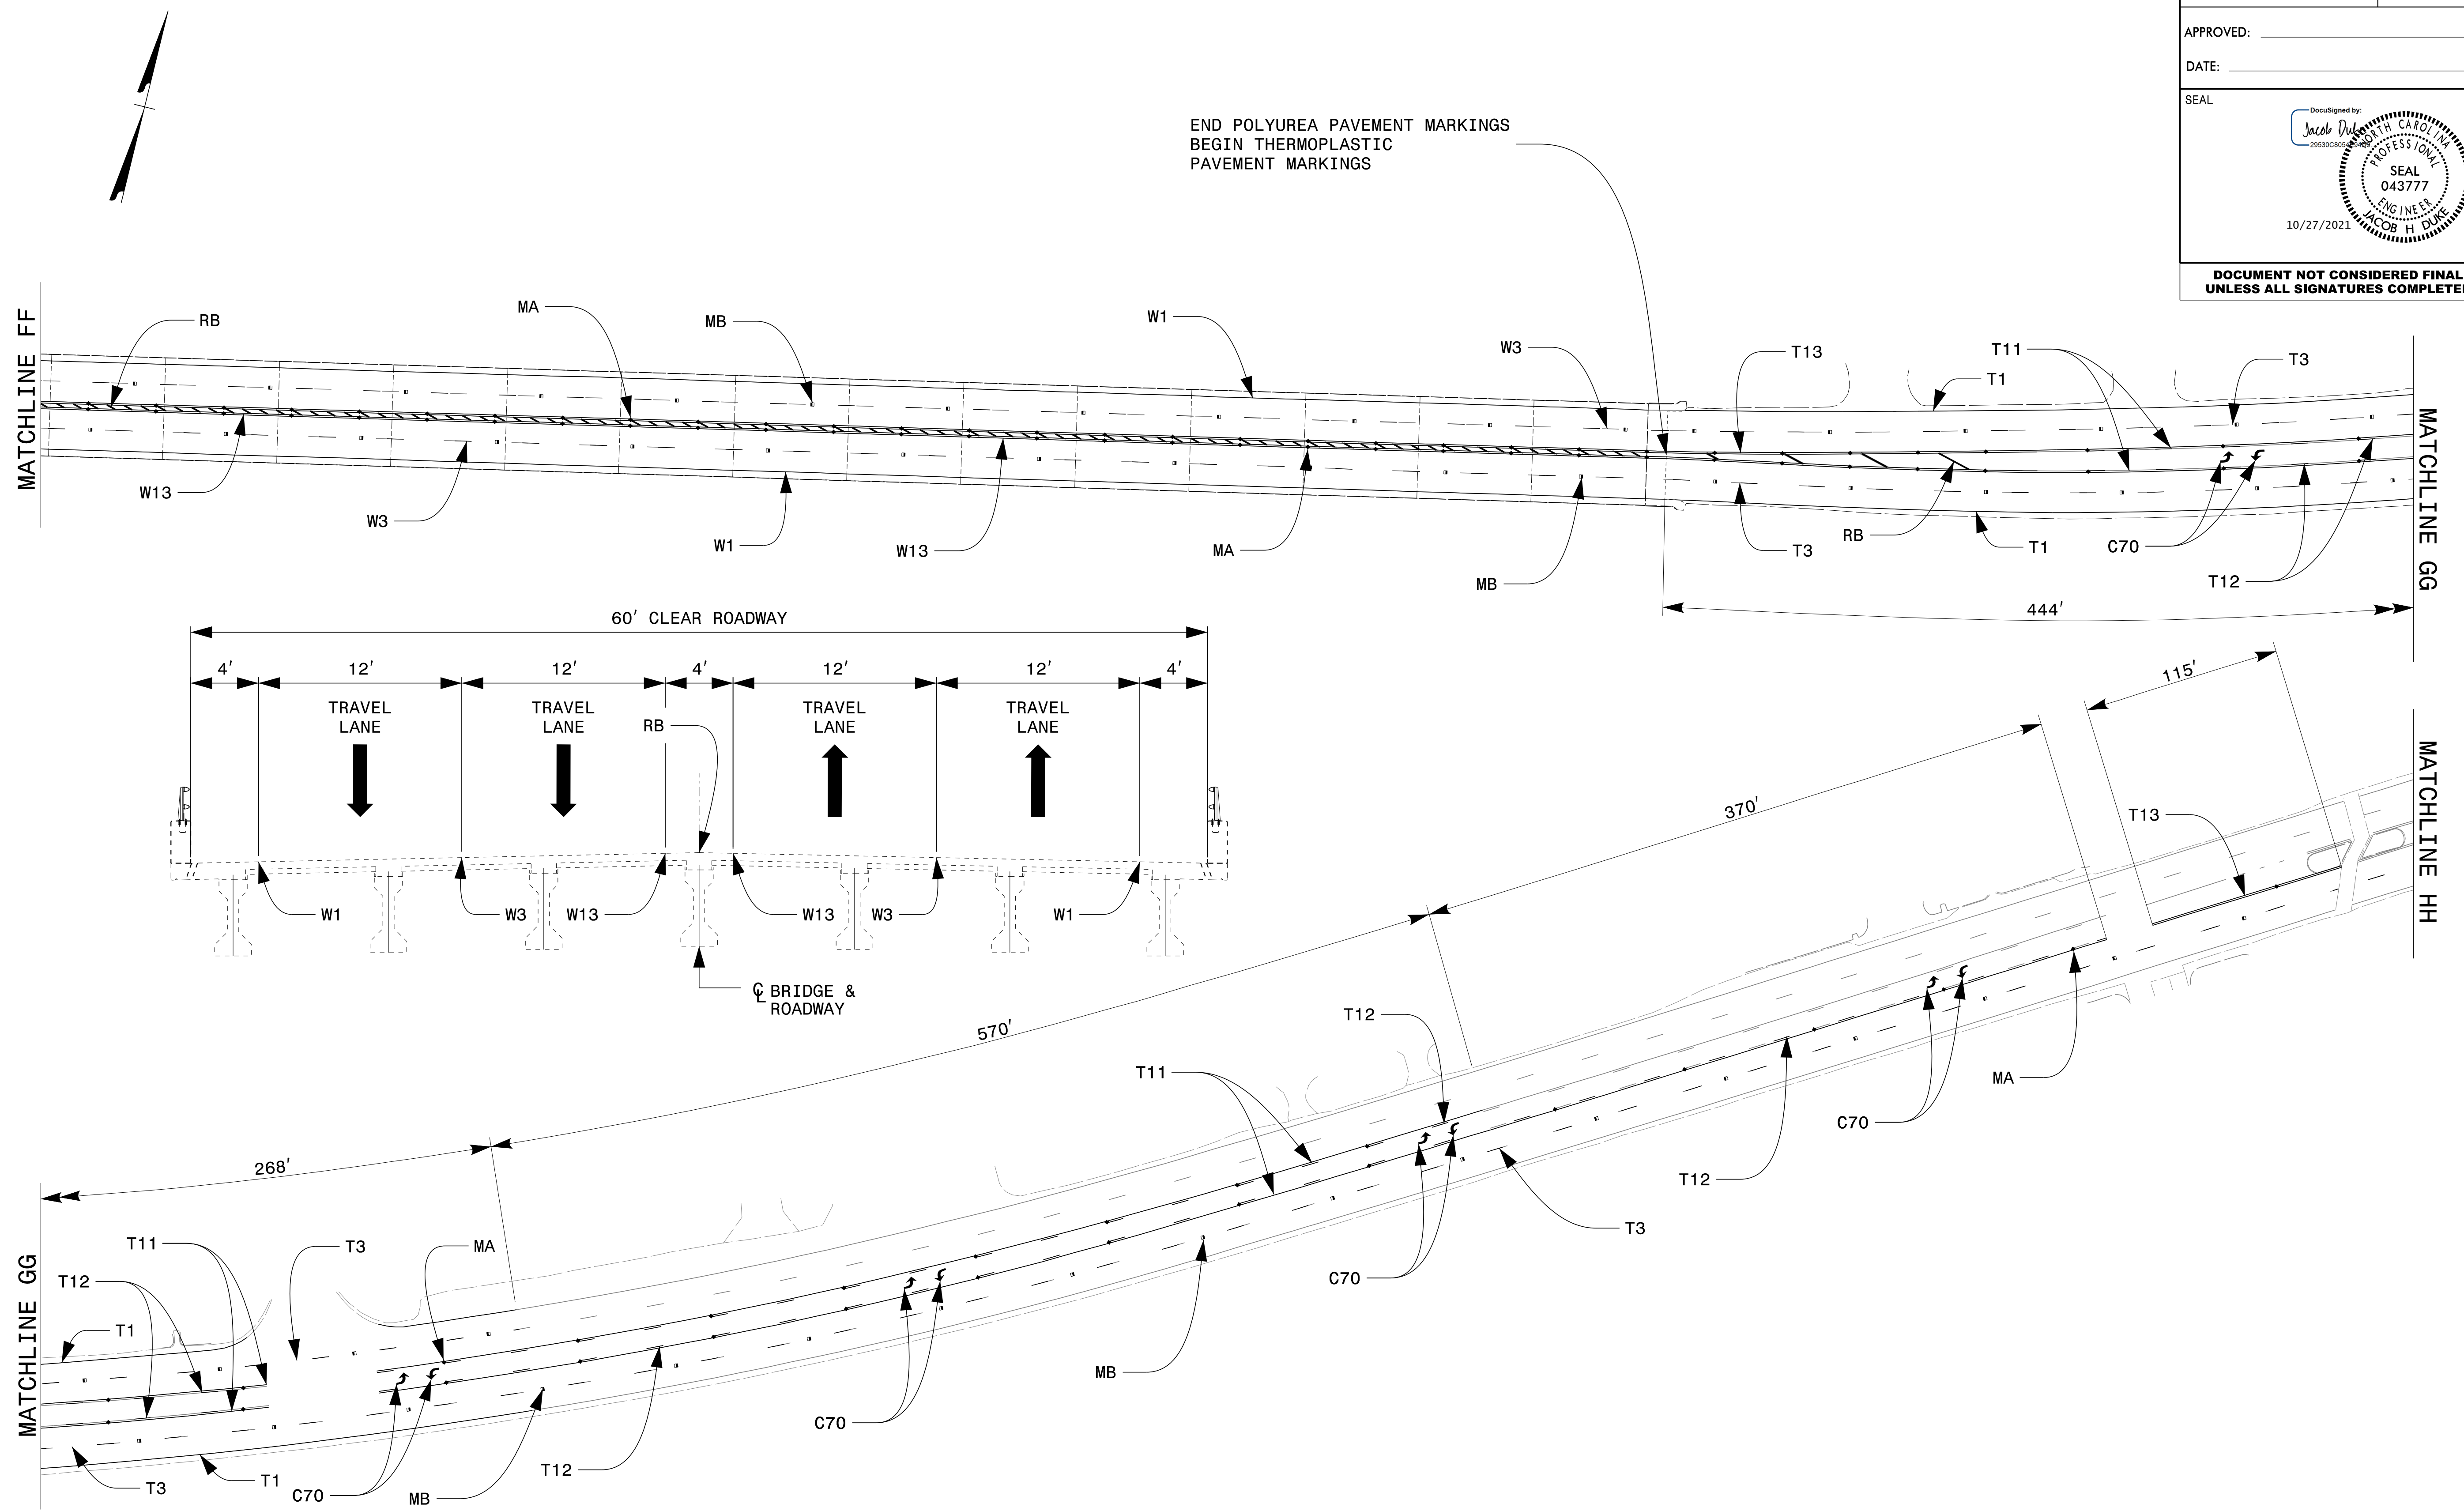 APPROVED:
DATE:
SEAL
DocuSigned by:
Jacob Duke
NORTH CAROLINA
PROFESSIONAL
SEAL
043777
ENGINEER
JACOB H DUKE
10/27/2021
DOCUMENT NOT CONSIDERED FINAL
UNLESS ALL SIGNATURES
END POLYUREA PAVEMENT MARKINGS
BEGIN THERMOPLASTIC
PAVEMENT MARKINGS
MATCHLINE FF
RB
MA
MB
W1
W3
T13
T11
T1
T3
W13
W3
W1
W13
MA
MB
T3
RB
T1
C70
T12
444'
MATCHLINE GG
60' CLEAR ROADWAY
4'
12'
12'
4'
12'
12'
4'
TRAVEL
LANE
TRAVEL
LANE
RB
TRAVEL
LANE
TRAVEL
LANE
W1
W3
W13
W13
W3
W1
℄ BRIDGE &
ROADWAY
115'
370'
T13
MATCHLINE HH
570'
T12
T11
MA
C70
T12
T3
C70
268'
T11
T3
MA
T12
T1
MATCHLINE GG
MB
C70
T12
T3
T1
C70
MB